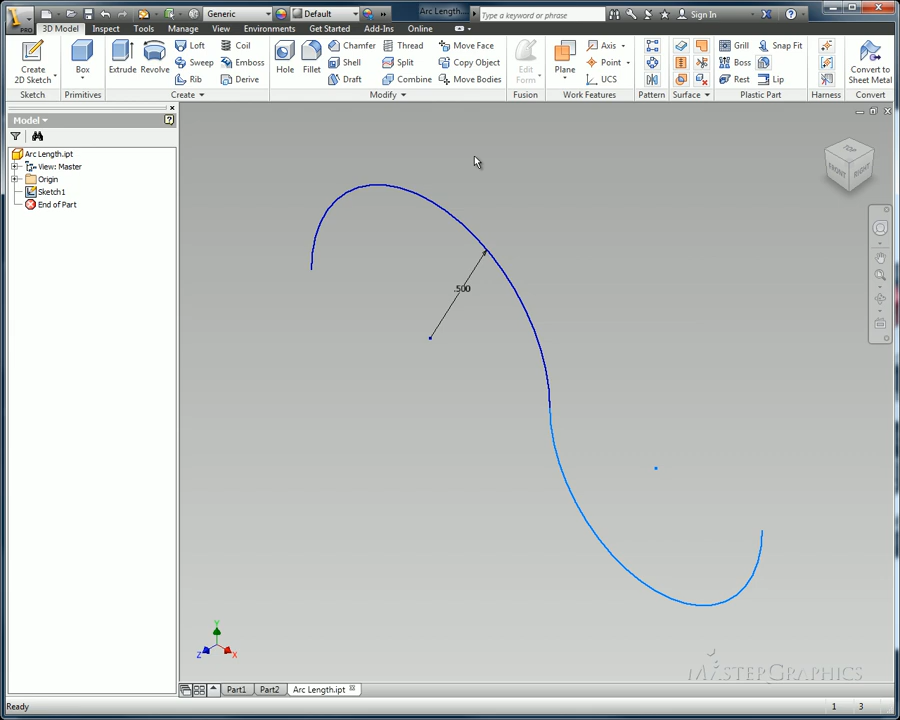 PRO
Generic
Default
Arc Length...
Type a keyword or phrase
Sign In
3D Model
Inspect
Tools
Manage
View
Environments
Get Started
Add-Ins
Online
Create
2D Sketch
Box
Extrude
Revolve
Loft
Coil
Sweep
Emboss
Rib
Derive
Hole
Fillet
Chamfer
Thread
Move Face
Shell
Split
Copy Object
Draft
Combine
Move Bodies
Edit
Form
Plane
Axis
Point
UCS
Grill
Snap Fit
Boss
Rest
Lip
Convert to
Sheet Metal
Sketch
Primitives
Create
Modify
Fusion
Work Features
Pattern
Surface
Plastic Part
Harness
Convert
Model
Arc Length.ipt
View: Master
Origin
Sketch1
End of Part
.500
TOP
FRONT
RIGHT
Y
Z
X
MASTERGRAPHICS
Part1
Part2
Arc Length.ipt
Ready
1
3